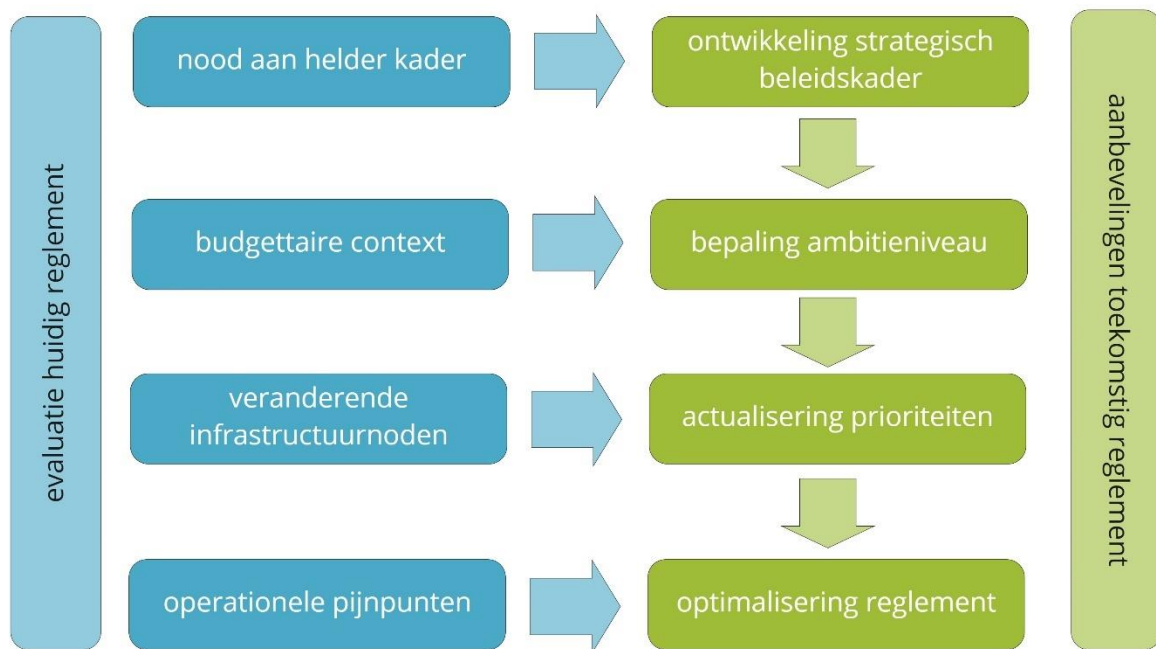 evaluatie huidig reglement
nood aan helder kader
ontwikkeling strategisch
beleidskader
budgettaire context
bepaling ambitieniveau
veranderende
infrastructuurnoden
actualisering prioriteiten
operationele pijnpunten
optimalisering reglement
aanbevelingen toekomstig reglement